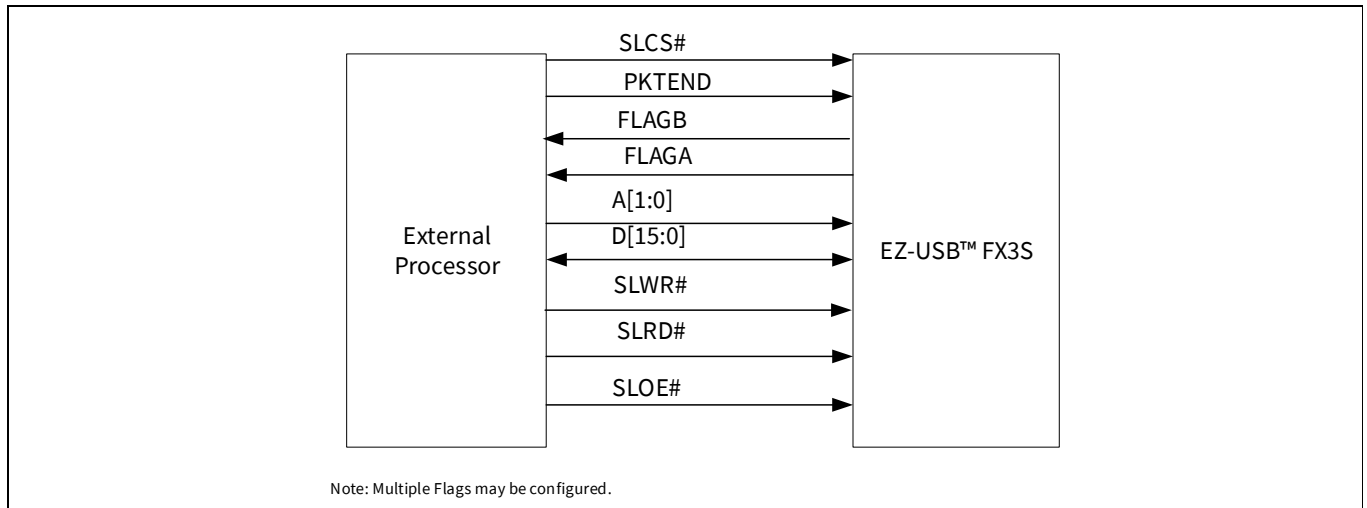 SLCS#
PKTEND
FLAGB
FLAGA
A[1:0]
D[15:0]
External
Processor
EZ-USB™ FX3S
SLWR#
SLRD#
SLOE#
Note: Multiple Flags may be configured.